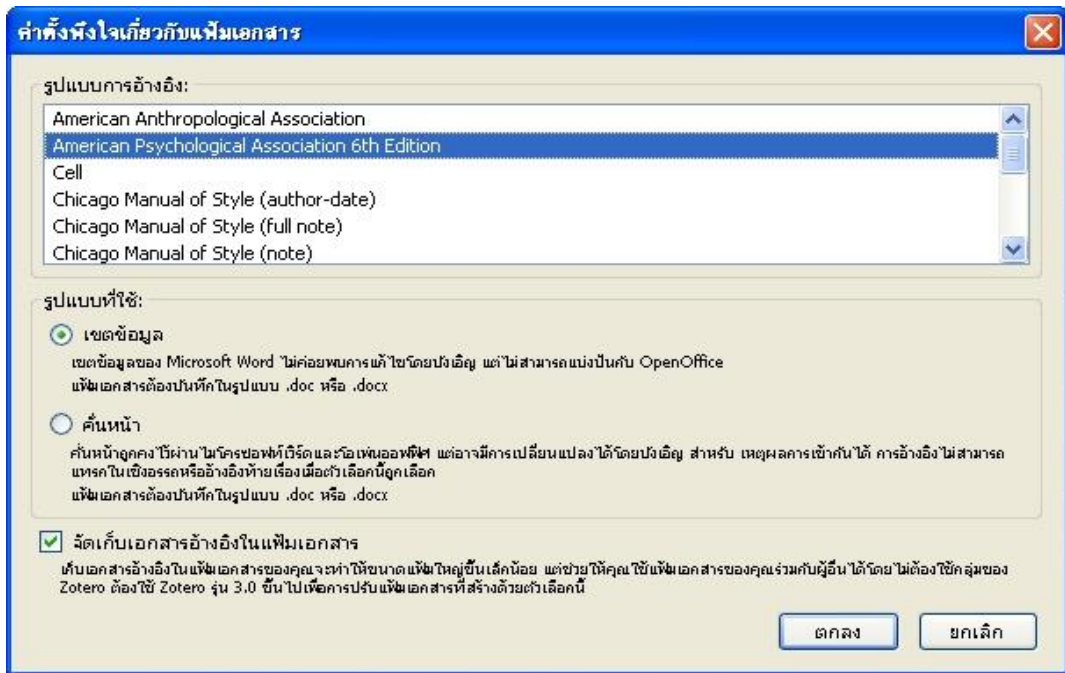 ค่าตั้งพึงใจเกี่ยวกับแฟ้มเอกสาร
รูปแบบการอ้างอิง:
American Anthropological Association
American Psychological Association 6th Edition
Cell
Chicago Manual of Style (author-date)
Chicago Manual of Style (full note)
Chicago Manual of Style (note)
รูปแบบที่ใช้:
เขตข้อมูล
เขตข้อมูลของ Microsoft Word ไม่ค่อยพบการแก้ไขโดยบังเอิญ แต่ไม่สามารถแบ่งปันกับ OpenOffice
แฟ้มเอกสารต้องบันทึกในรูปแบบ .doc หรือ .docx
คั่นหน้า
คั่นหน้าถูกคงไว้ผ่านไมโครซอฟท์เวิร์ดและโอเพ่นออฟฟิศ แต่อาจมีการเปลี่ยนแปลงได้โดยบังเอิญ สำหรับ เหตุผลการเข้ากันได้ การอ้างอิงไม่สามารถ
แทรกในเชิงอรรถหรืออ้างอิงท้ายเรื่องเมื่อตัวเลือกนี้ถูกเลือก
แฟ้มเอกสารต้องบันทึกในรูปแบบ .doc หรือ .docx
จัดเก็บเอกสารอ้างอิงในแฟ้มเอกสาร
เก็บเอกสารอ้างอิงในแฟ้มเอกสารของคุณจะทำให้ขนาดแฟ้มใหญ่ขึ้นเล็กน้อย แต่ช่วยให้คุณใช้แฟ้มเอกสารของคุณร่วมกับผู้อื่นได้โดยไม่ต้องใช้กลุ่มของ
Zotero ต้องใช้ Zotero รุ่น 3.0 ขึ้นไปเพื่อการปรับแฟ้มเอกสารที่สร้างด้วยตัวเลือกนี้
ตกลง
ยกเลิก